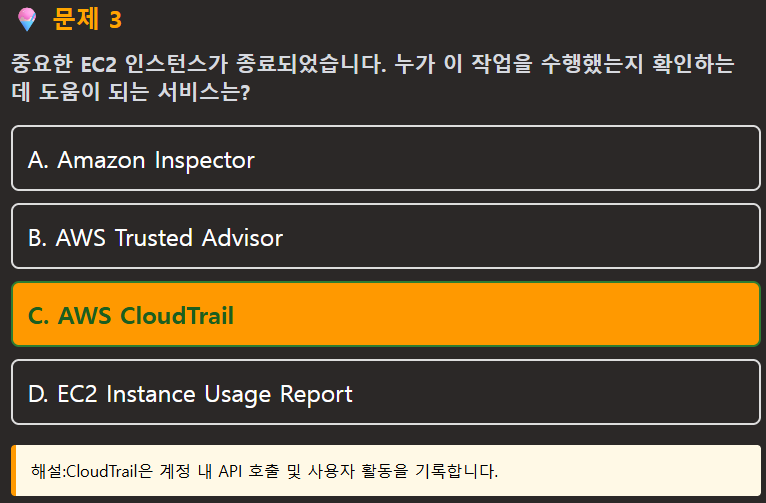 문제 3
중요한 EC2 인스턴스가 종료되었습니다. 누가 이 작업을 수행했는지 확인하는
데 도움이 되는 서비스는?
A. Amazon Inspector
B. AWS Trusted Advisor
C. AWS CloudTrail
D. EC2 Instance Usage Report
해설:CloudTrail은 계정 내 API 호출 및 사용자 활동을 기록합니다.